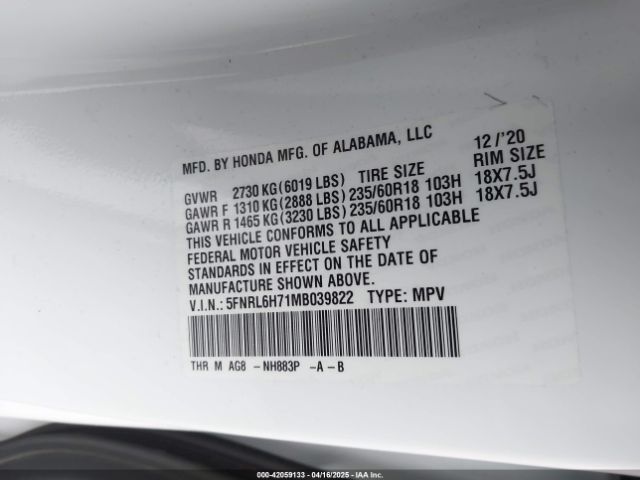 MFD. BY HONDA MFG. OF ALABAMA, LLC 12 /'20
GVWR 2730 KG(6019 LBS) TIRE SIZE RIM SIZE
GAWR F 1310 KG(2888 LBS) 235/60R18 103H 18X7.5J
GAWR R 1465 KG(3230 LBS) 235/60R18 103H 18X7.5J
THIS VEHICLE CONFORMS TO ALL APPLICABLE
FEDERAL MOTOR VEHICLE SAFETY
STANDARDS IN EFFECT ON THE DATE OF
MANUFACTURE SHOWN ABOVE.
V.I.N.: 5FNRL6H71MB039822 TYPE: MPV
THR M AG8 - NH883P -A - B
000-42059133 - 04/16/2025 - IAA Inc.